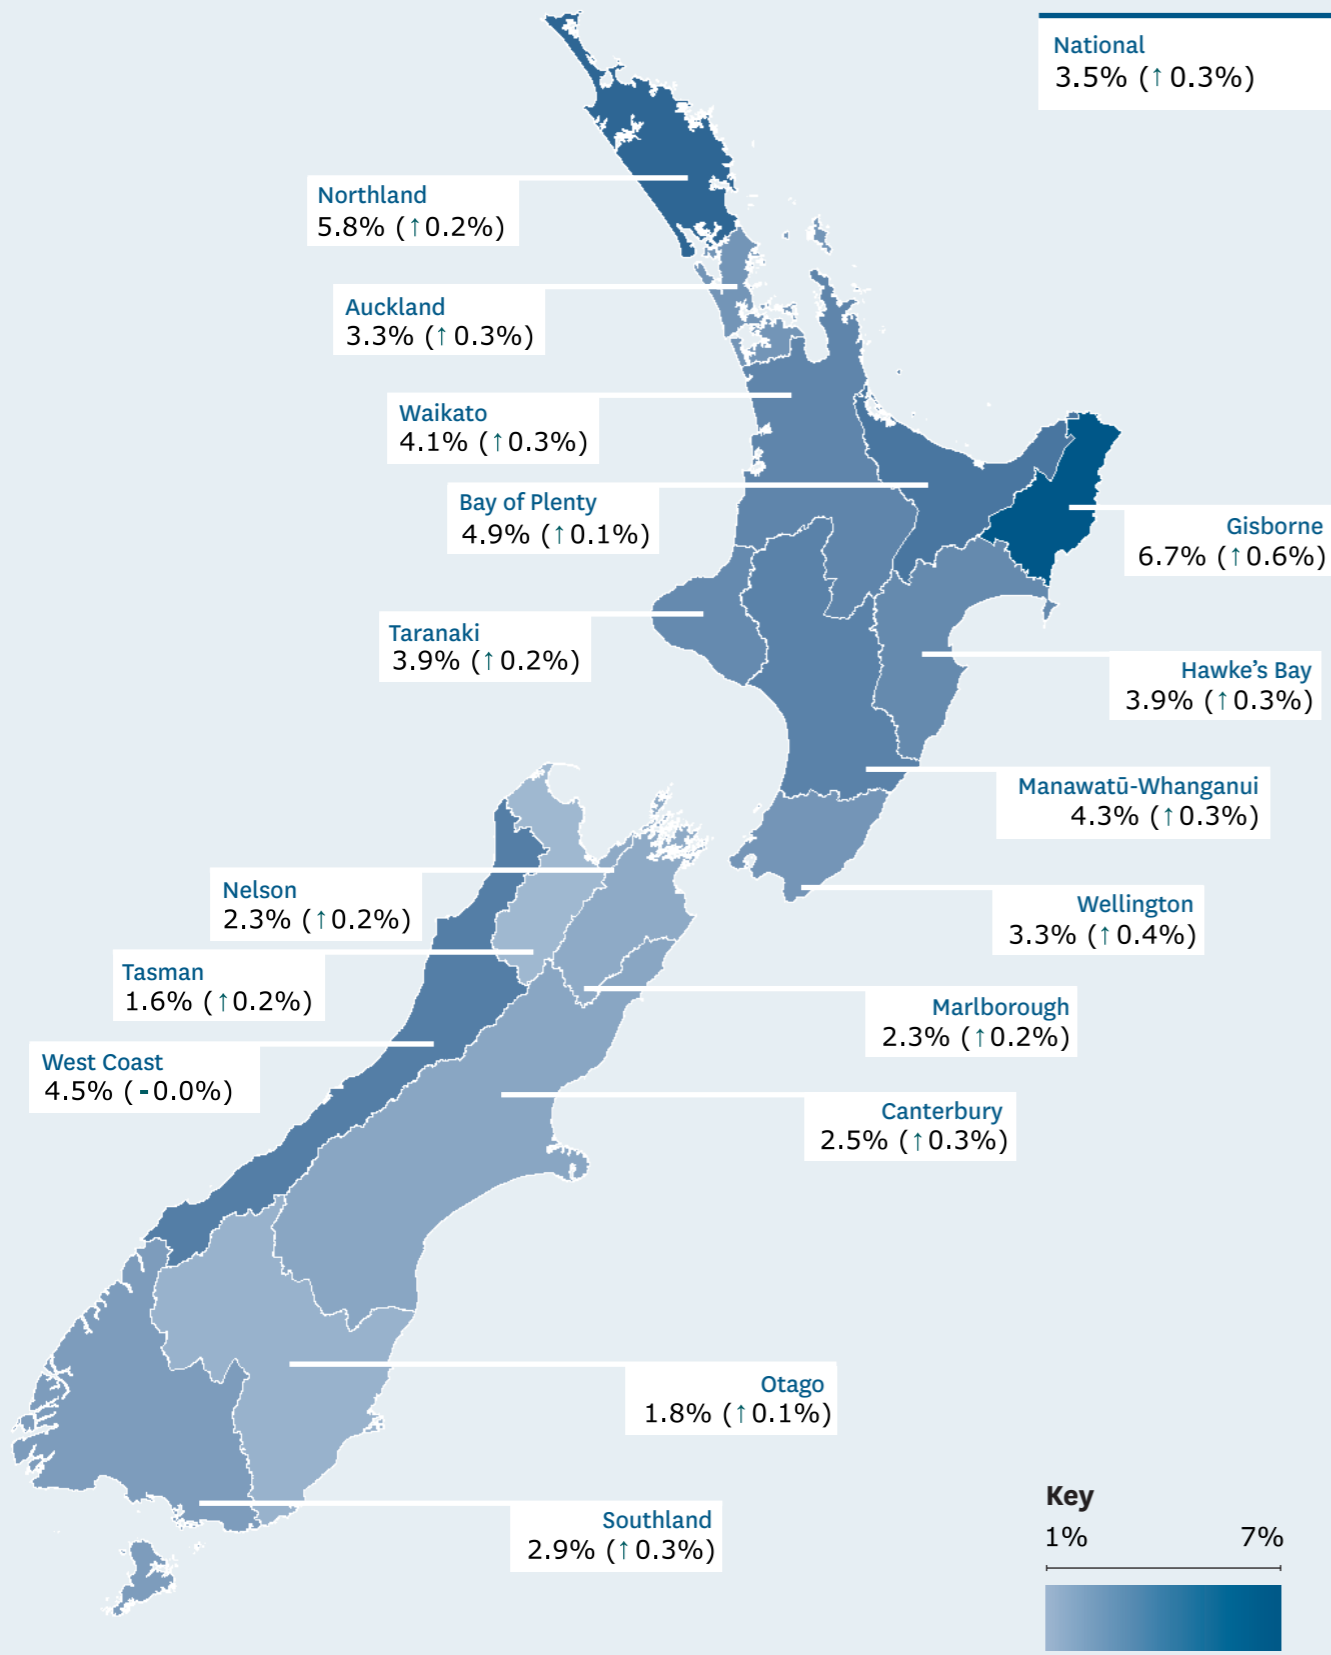 National
3.5% (↑0.3%)
Northland
5.8% (↑0.2%)
Auckland
3.3% (↑0.3%)
Waikato
4.1% (↑0.3%)
Bay of Plenty
4.9% (↑0.1%)
Gisborne
6.7% (↑0.6%)
Taranaki
3.9% (↑0.2%)
Hawke's Bay
3.9% (↑0.3%)
Manawatū-Whanganui
4.3% (↑0.3%)
Nelson
2.3% (↑0.2%)
Wellington
3.3% (↑0.4%)
Tasman
1.6% (↑0.2%)
Marlborough
2.3% (↑0.2%)
West Coast
4.5% (-0.0%)
Canterbury
2.5% (↑0.3%)
Otago
1.8% (↑0.1%)
Southland
2.9% (↑0.3%)
Key
1% 7%